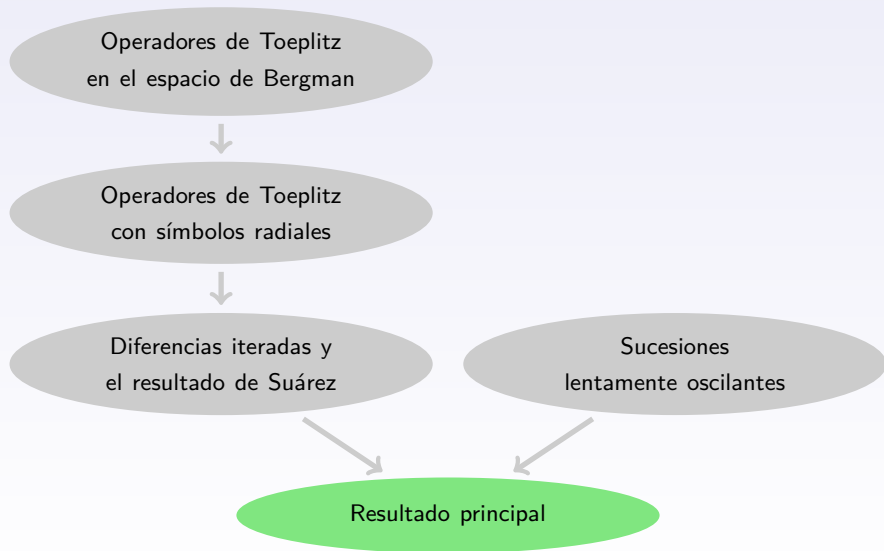 Operadores de Toeplitz
en el espacio de Bergman
Operadores de Toeplitz
con símbolos radiales
Diferencias iteradas y
el resultado de Suárez
Sucesiones
lentamente oscilantes
Resultado principal